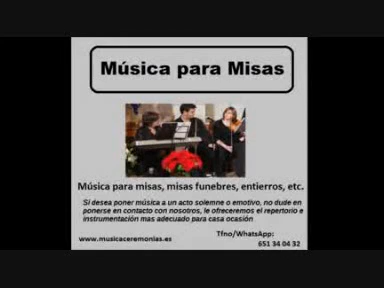 Música para Misas
Música para misas, misas funebres, entierros, etc.
Si desea poner música a un acto solemne o emotivo, no dude en
ponerse en contacto con nosotros, le ofreceremos el repertorio e
instrumentación mas adecuado para casa ocasión
www.musicaceremonias.es
Tfno/WhatsApp:
651 34 04 32